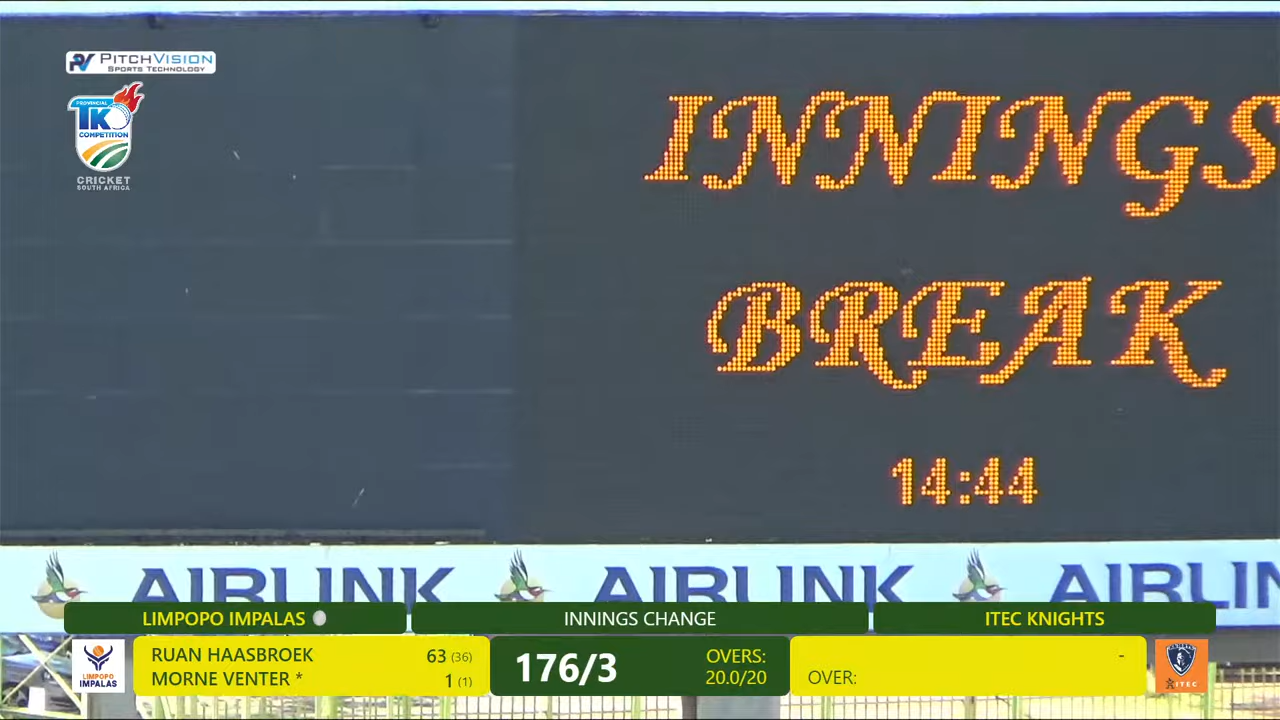 PITCHVISION
SPORTS TECHNOLOGY
PROVINCIAL
TK
COMPETITION
CRICKET
SOUTH AFRICA
INNINGS
BREAK
14:44
AIRLINK AIRLINK AIRLIN
LIMPOPO IMPALAS INNINGS CHANGE ITEC KNIGHTS
RUAN HAASBROEK 63 (36)
MORNE VENTER * 1 (1)
176/3
OVERS:
20.0/20
-
OVER:
LIMPOPO
IMPALAS
ITEC